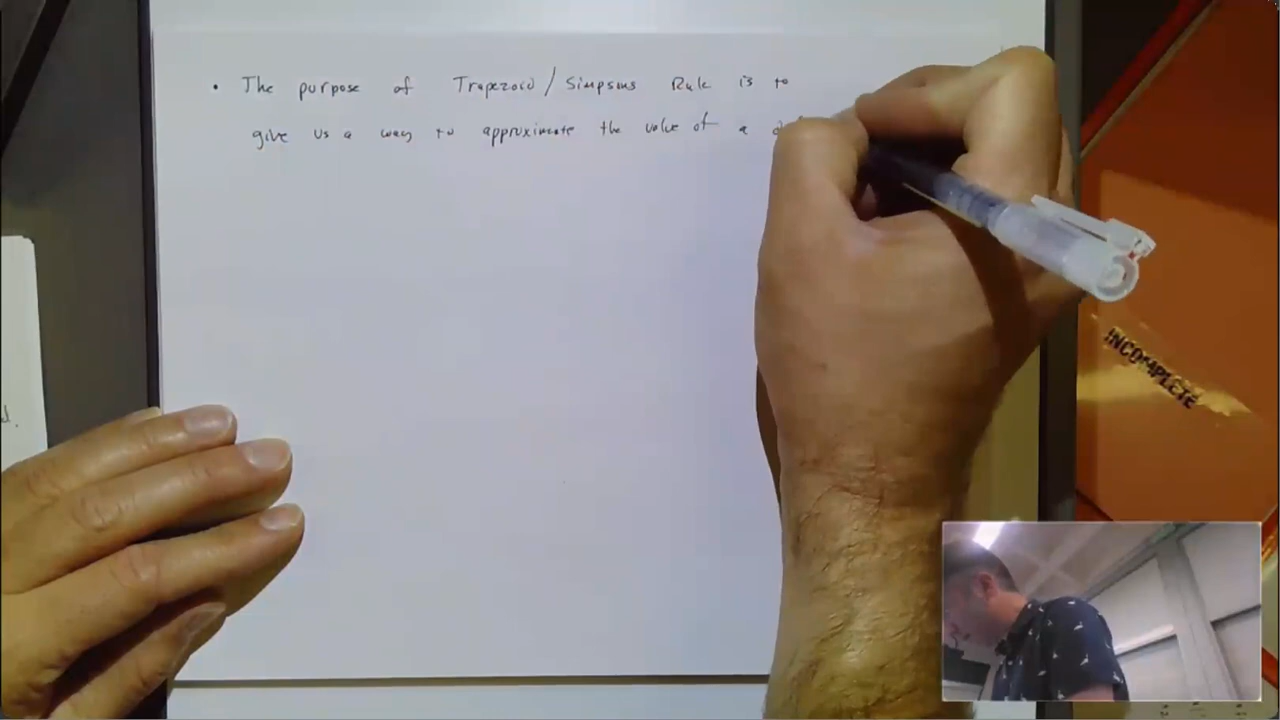 • The purpose of Trapezoid / Simpsons Rule is to
give us a way to approximate the value of a
INCOMPLETE
d.